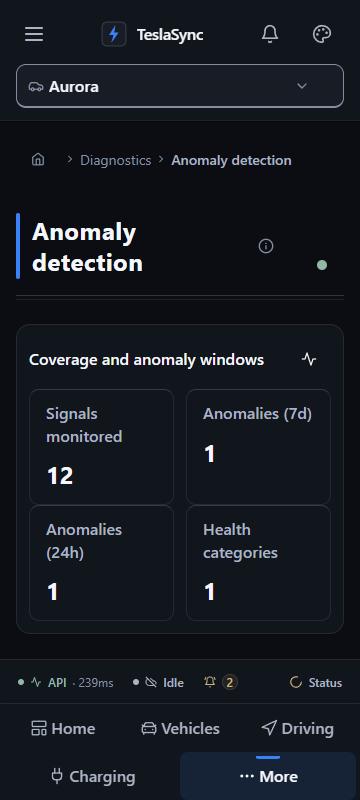 TeslaSync
Aurora
Diagnostics
Anomaly detection
Anomaly
detection
Coverage and anomaly windows
Signals
monitored
12
Anomalies (7d)
1
Anomalies
(24h)
1
Health
categories
1
API · 239ms
Idle
2
Status
Home
Vehicles
Driving
Charging
More